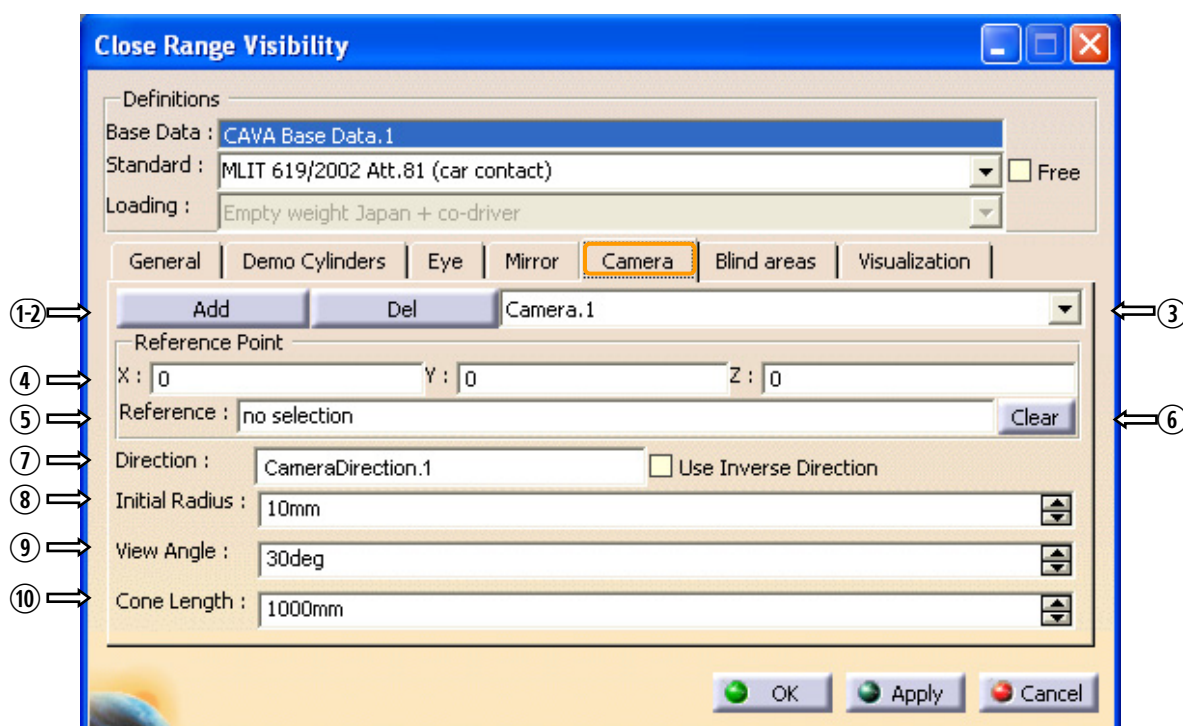 Close Range Visibility
Definitions
Base Data : CAVA Base Data.1
Standard : MLIT 619/2002 Att.81 (car contact) Free
Loading : Empty weight Japan + co-driver
General Demo Cylinders Eye Mirror Camera Blind areas Visualization
①-② Add Del Camera.1 ③
Reference Point
④ X : 0 Y : 0 Z : 0
⑤ Reference : no selection Clear ⑥
⑦ Direction : CameraDirection.1 Use Inverse Direction
⑧ Initial Radius : 10mm
⑨ View Angle : 30deg
⑩ Cone Length : 1000mm
OK Apply Cancel